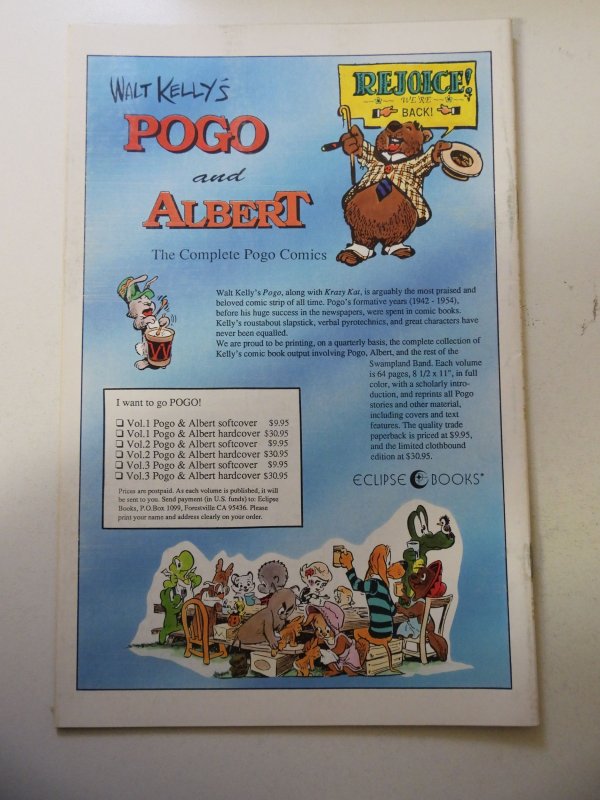 WALT KELLY'S
POGO
and
ALBERT
The Complete Pogo Comics
REJOICE!
WE'RE
BACK!
Walt Kelly's Pogo, along with Krazy Kat, is arguably the most praised and
beloved comic strip of all time. Pogo's formative years (1942 - 1954),
before his huge success in the newspapers, were spent in comic books.
Kelly's roustabout slapstick, verbal pyrotechnics, and great characters have
never been equalled.
We are proud to be printing, on a quarterly basis, the complete collection of
Kelly's comic book output involving Pogo, Albert, and the rest of the
Swampland Band. Each volume
is 64 pages, 8 1/2 x 11", in full
color, with a scholarly intro-
duction, and reprints all Pogo
stories and other material,
including covers and text
features. The quality trade
paperback is priced at $9.95,
and the limited clothbound
edition at $30.95.
ECLIPSE BOOKS
W
I want to go POGO!
❏ Vol.1 Pogo & Albert softcover $9.95
❏ Vol.1 Pogo & Albert hardcover $30.95
❏ Vol.2 Pogo & Albert softcover $9.95
❏ Vol.2 Pogo & Albert hardcover $30.95
❏ Vol.3 Pogo & Albert softcover $9.95
❏ Vol.3 Pogo & Albert hardcover $30.95
Prices are postpaid. As each volume is published, it will
be sent to you. Send payment (in U.S. funds) to: Eclipse
Books, P.O.Box 1099, Forestville CA 95436. Please
print your name and address clearly on your order.